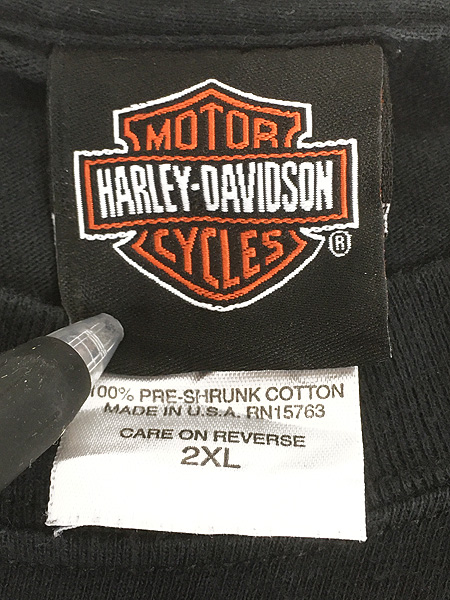 MOTOR
HARLEY-DAVIDSON
CYCLES
®
100% PRE-SHRUNK COTTON
MADE IN U.S.A. RN15763
CARE ON REVERSE
2XL